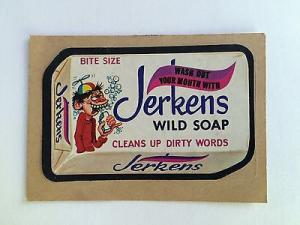 BITE SIZE
WASH OUT
YOUR MOUTH WITH
Jerkens
WILD SOAP
CLEANS UP DIRTY WORDS
Jerkens
Jerkens